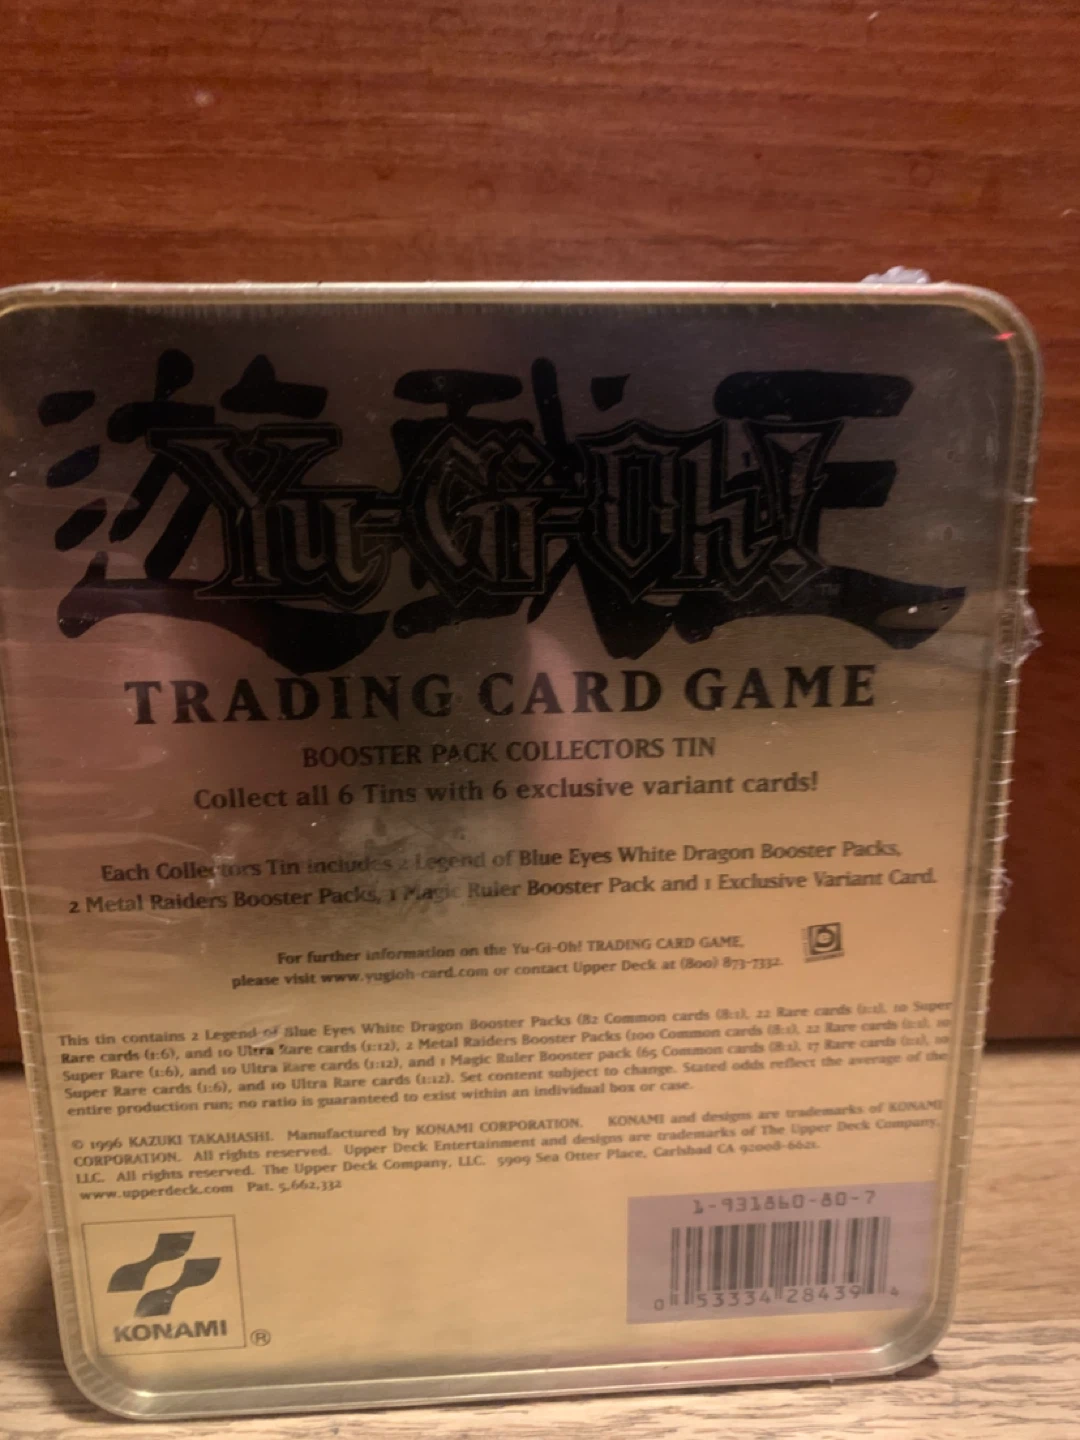 遊戯王
Yu-Gi-Oh!™
TRADING CARD GAME
BOOSTER PACK COLLECTORS TIN
Collect all 6 Tins with 6 exclusive variant cards!
Each Collectors Tin includes 2 Legend of Blue Eyes White Dragon Booster Packs,
2 Metal Raiders Booster Packs, 1 Magic Ruler Booster Pack and 1 Exclusive Variant Card.
For further information on the Yu-Gi-Oh! TRADING CARD GAME,
please visit www.yugioh-card.com or contact Upper Deck at (800) 873-7332.
This tin contains 2 Legend of Blue Eyes White Dragon Booster Packs (82 Common cards (8:1), 22 Rare cards (1:1), 10 Super
Rare cards (1:6), and 10 Ultra Rare cards (1:12), 2 Metal Raiders Booster Packs (100 Common cards (8:1), 22 Rare cards (1:1), 10
Super Rare (1:6), and 10 Ultra Rare cards (1:12), and 1 Magic Ruler Booster pack (65 Common cards (8:1), 17 Rare cards (1:1), 10
Super Rare cards (1:6), and 10 Ultra Rare cards (1:12). Set content subject to change. Stated odds reflect the average of the
entire production run; no ratio is guaranteed to exist within an individual box or case.
© 1996 KAZUKI TAKAHASHI. Manufactured by KONAMI CORPORATION. KONAMI and designs are trademarks of KONAMI
CORPORATION. All rights reserved. Upper Deck Entertainment and designs are trademarks of The Upper Deck Company,
LLC. All rights reserved. The Upper Deck Company, LLC. 5909 Sea Otter Place, Carlsbad CA 92008-6621.
www.upperdeck.com Pat. 5,662,332
1-931860-80-7
0 53334 28439 4
KONAMI®